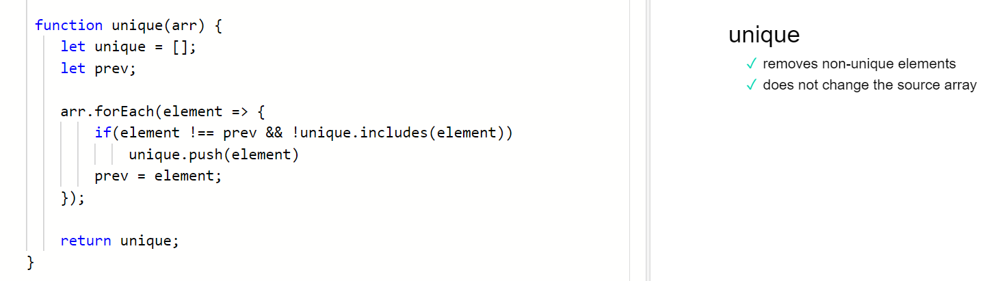 function unique(arr) {
let unique = [];
let prev;
arr.forEach(element => {
if(element !== prev && !unique.includes(element))
unique.push(element)
prev = element;
});
return unique;
}
unique
✓ removes non-unique elements
✓ does not change the source array